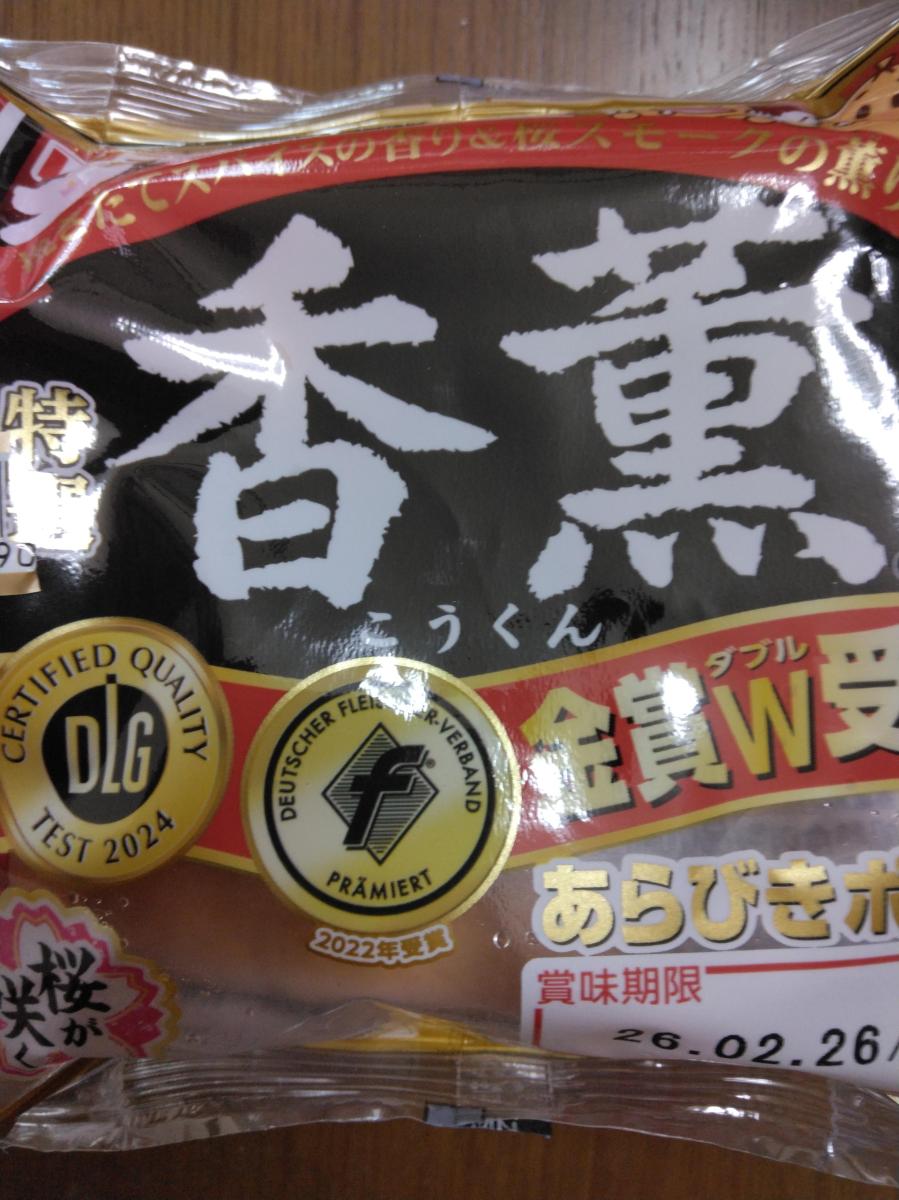 スパイスの香り&桜スモークの薫り
香薫
こうくん
特
90
CERTIFIED QUALITY
DLG
TEST 2024
DEUTSCHER FLEISCHER-VERBAND
f®
PRÄMIERT
2022年受賞
ダブル
金賞W受
あらびきポ
賞味期限
26.02.26/
桜が
咲く